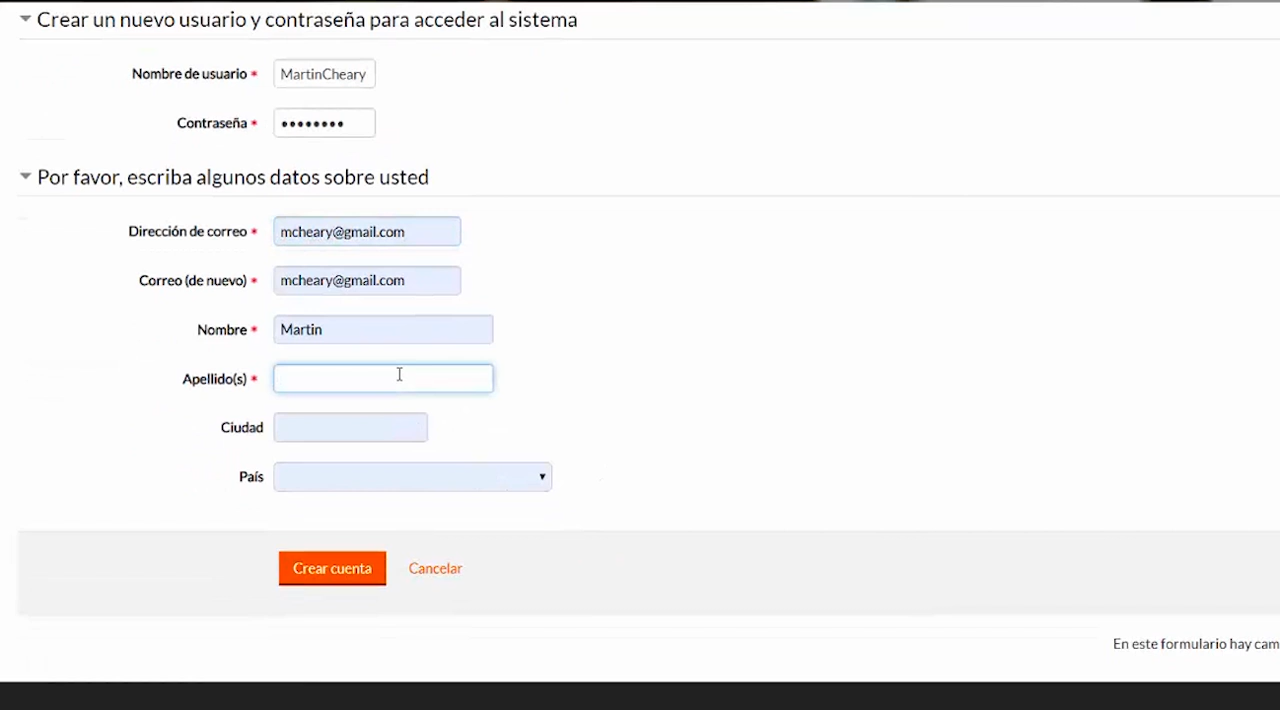 Crear un nuevo usuario y contraseña para acceder al sistema
Nombre de usuario * MartinCheary
Contraseña * ••••••••
Por favor, escriba algunos datos sobre usted
Dirección de correo * mcheary@gmail.com
Correo (de nuevo) * mcheary@gmail.com
Nombre * Martin
Apellido(s) *
Ciudad
País
Crear cuenta Cancelar
En este formulario hay cam